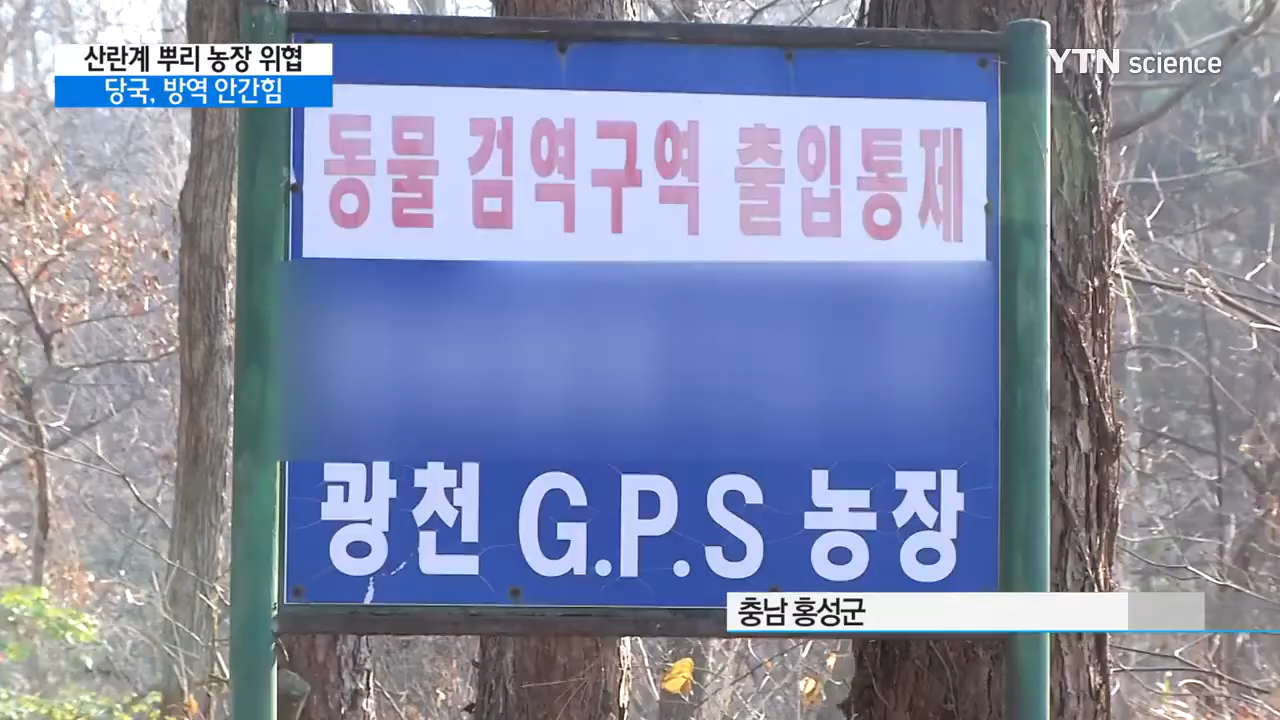 산란계 뿌리 농장 위협
당국, 방역 안간힘
YTN science
동물 검역구역 출입통제
광천 G.P.S 농장
충남 홍성군